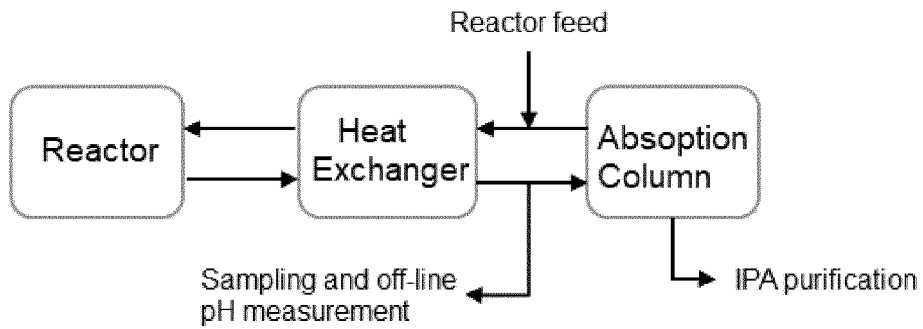 Reactor feed
Reactor
Heat
Exchanger
Absoption
Column
Sampling and off-line
pH measurement
IPA purification